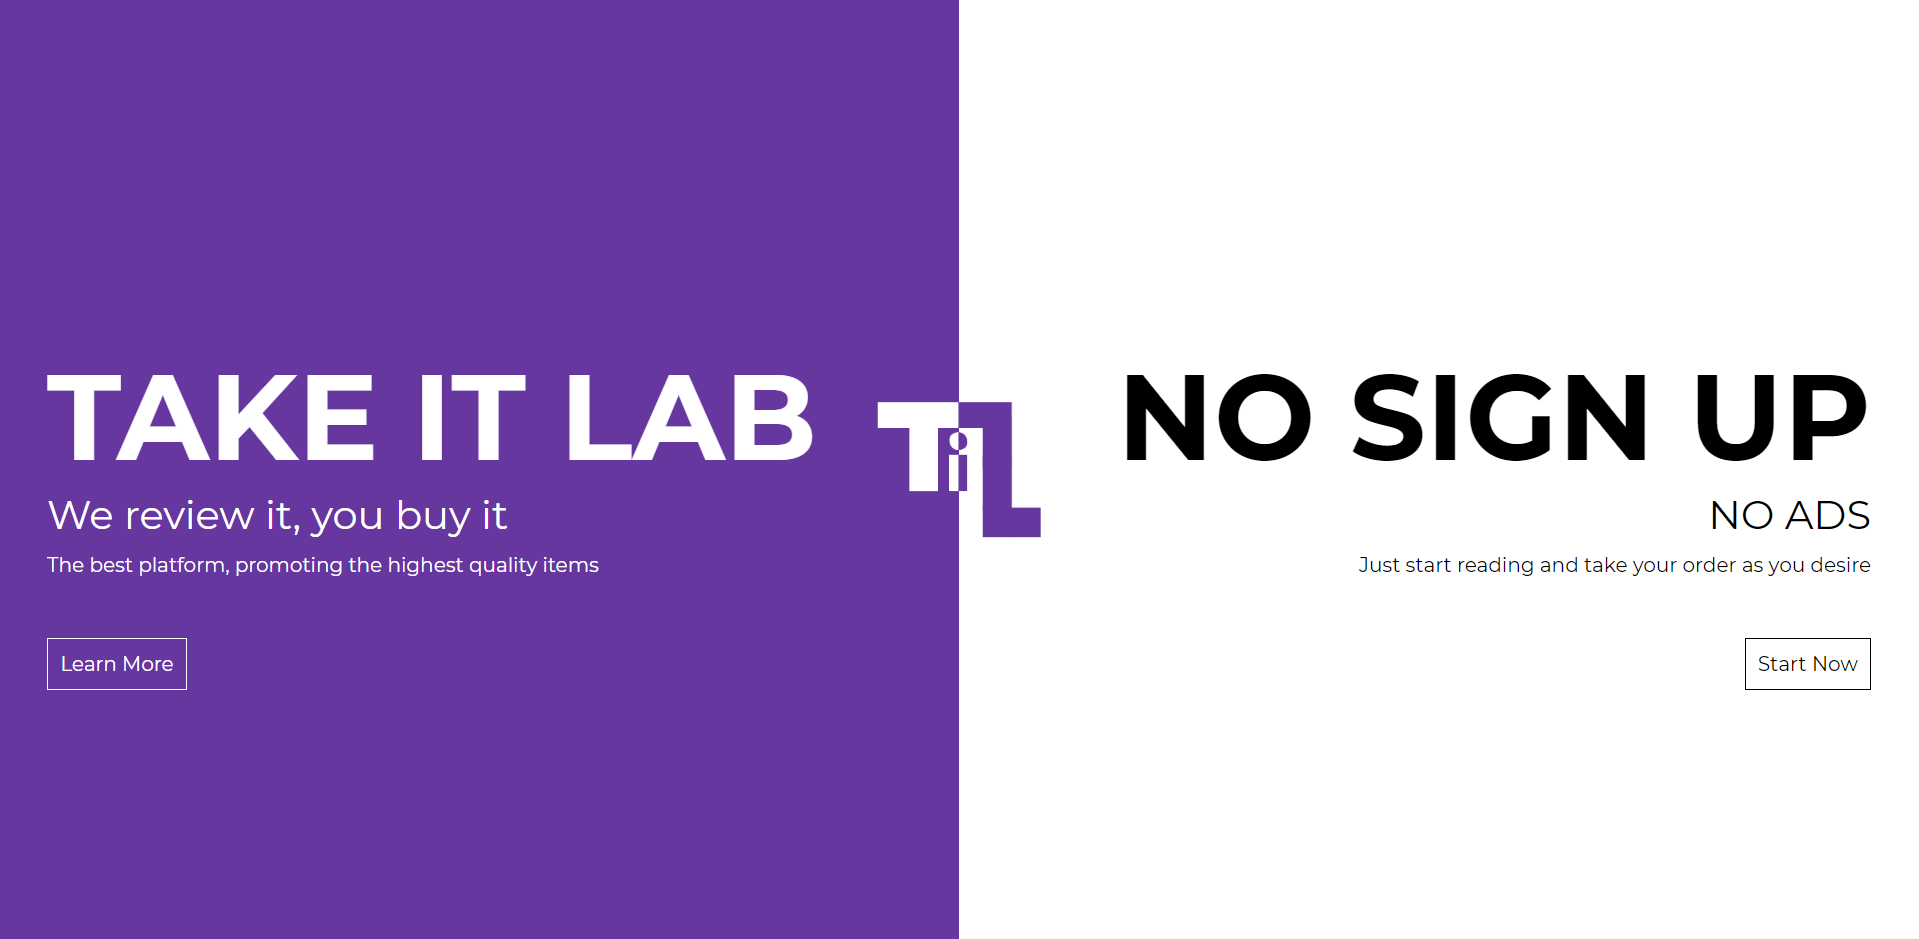 TAKE IT LAB
We review it, you buy it
The best platform, promoting the highest quality items
Learn More
TiL
NO SIGN UP
NO ADS
Just start reading and take your order as you desire
Start Now